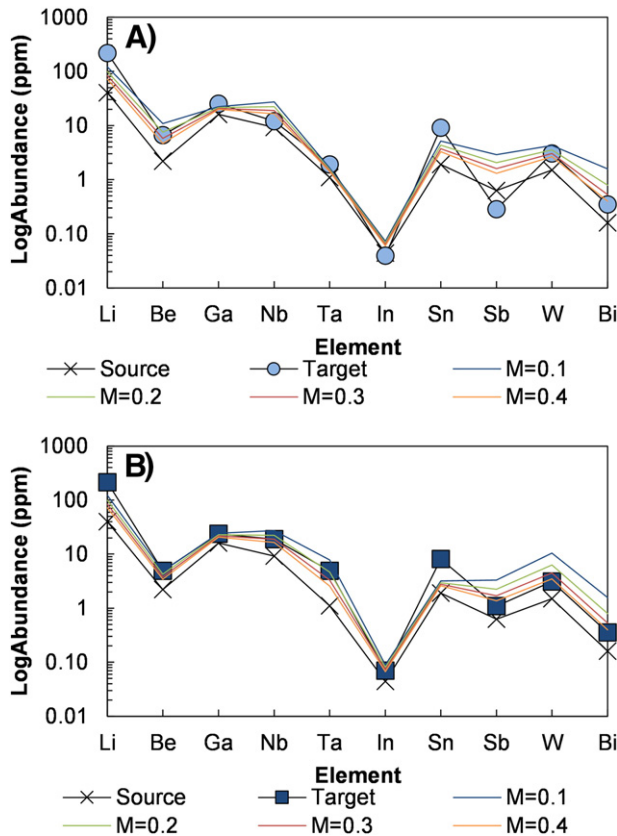 A)
LogAbundance (ppm)
1000
100
10
1
0.10
0.01
Li Be Ga Nb Ta In Sn Sb W Bi
Element
Source Target M=0.1
M=0.2 M=0.3 M=0.4
B)
LogAbundance (ppm)
1000
100
10
1
0.10
0.01
Li Be Ga Nb Ta In Sn Sb W Bi
Element
Source Target M=0.1
M=0.2 M=0.3 M=0.4